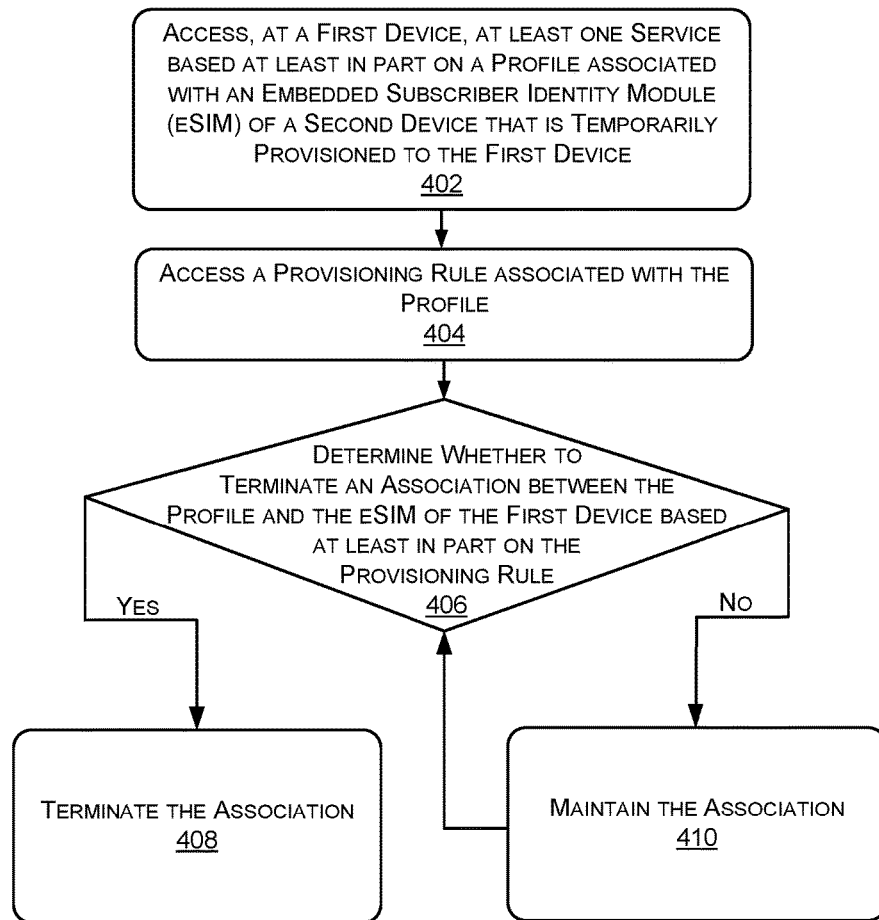 ACCESS, AT A FIRST DEVICE, AT LEAST ONE SERVICE
BASED AT LEAST IN PART ON A PROFILE ASSOCIATED
WITH AN EMBEDDED SUBSCRIBER IDENTITY MODULE
(ESIM) OF A SECOND DEVICE THAT IS TEMPORARILY
PROVISIONED TO THE FIRST DEVICE
402
ACCESS A PROVISIONING RULE ASSOCIATED WITH THE
PROFILE
404
DETERMINE WHETHER TO
TERMINATE AN ASSOCIATION BETWEEN THE
PROFILE AND THE ESIM OF THE FIRST DEVICE BASED
AT LEAST IN PART ON THE
PROVISIONING RULE
406
YES
NO
TERMINATE THE ASSOCIATION
408
MAINTAIN THE ASSOCIATION
410